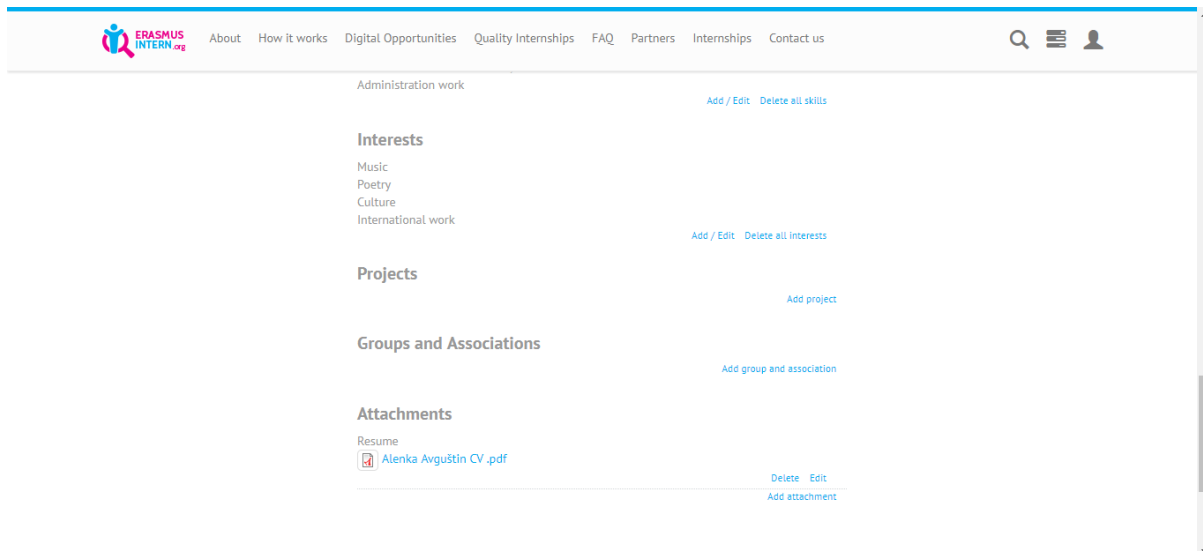 ERASMUS
INTERN.org
About How it works Digital Opportunities Quality Internships FAQ Partners Internships Contact us
Administration work
Add / Edit Delete all skills
Interests
Music
Poetry
Culture
International work
Add / Edit Delete all interests
Projects
Add project
Groups and Associations
Add group and association
Attachments
Resume
Alenka Avguštin CV .pdf
Delete Edit
Add attachment